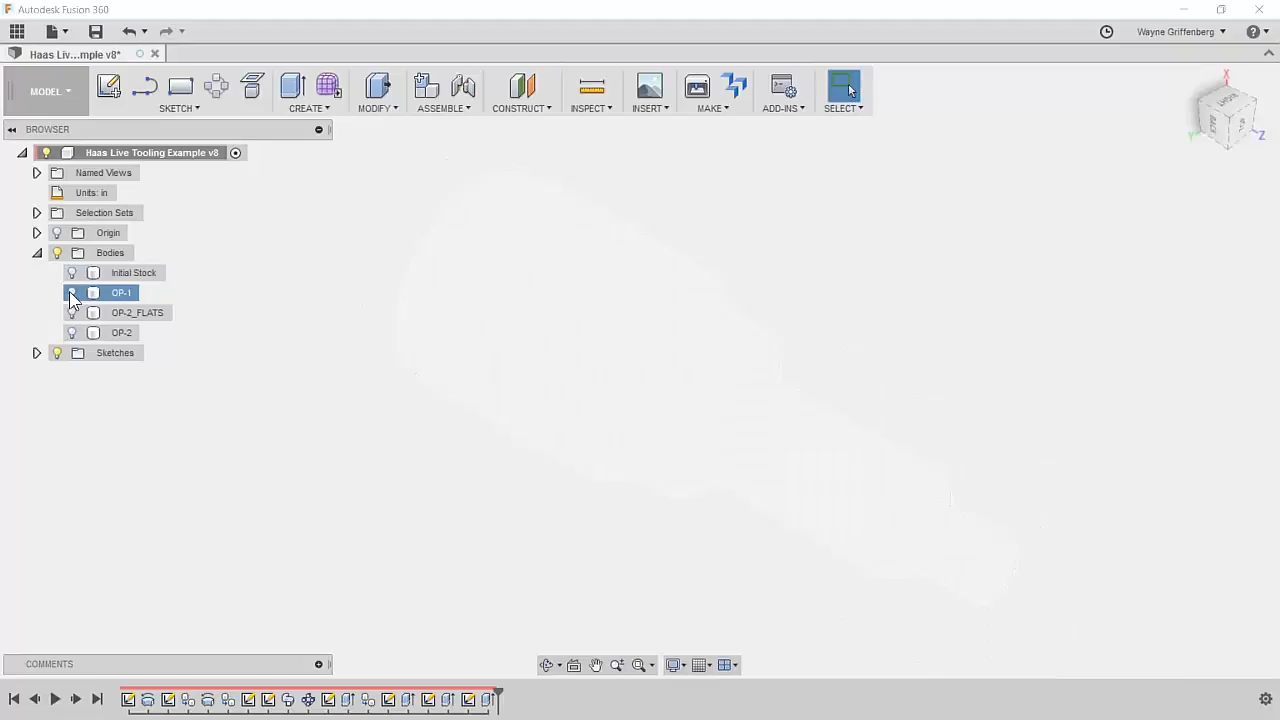 Autodesk Fusion 360
Wayne Griffenberg
Haas Liv...mple v8*
MODEL
SKETCH
CREATE
MODIFY
ASSEMBLE
CONSTRUCT
INSPECT
INSERT
MAKE
ADD-INS
SELECT
X
Z
BROWSER
Haas Live Tooling Example v8
Named Views
Units: in
Selection Sets
Origin
Bodies
Initial Stock
OP-1
OP-2_FLATS
OP-2
Sketches
COMMENTS